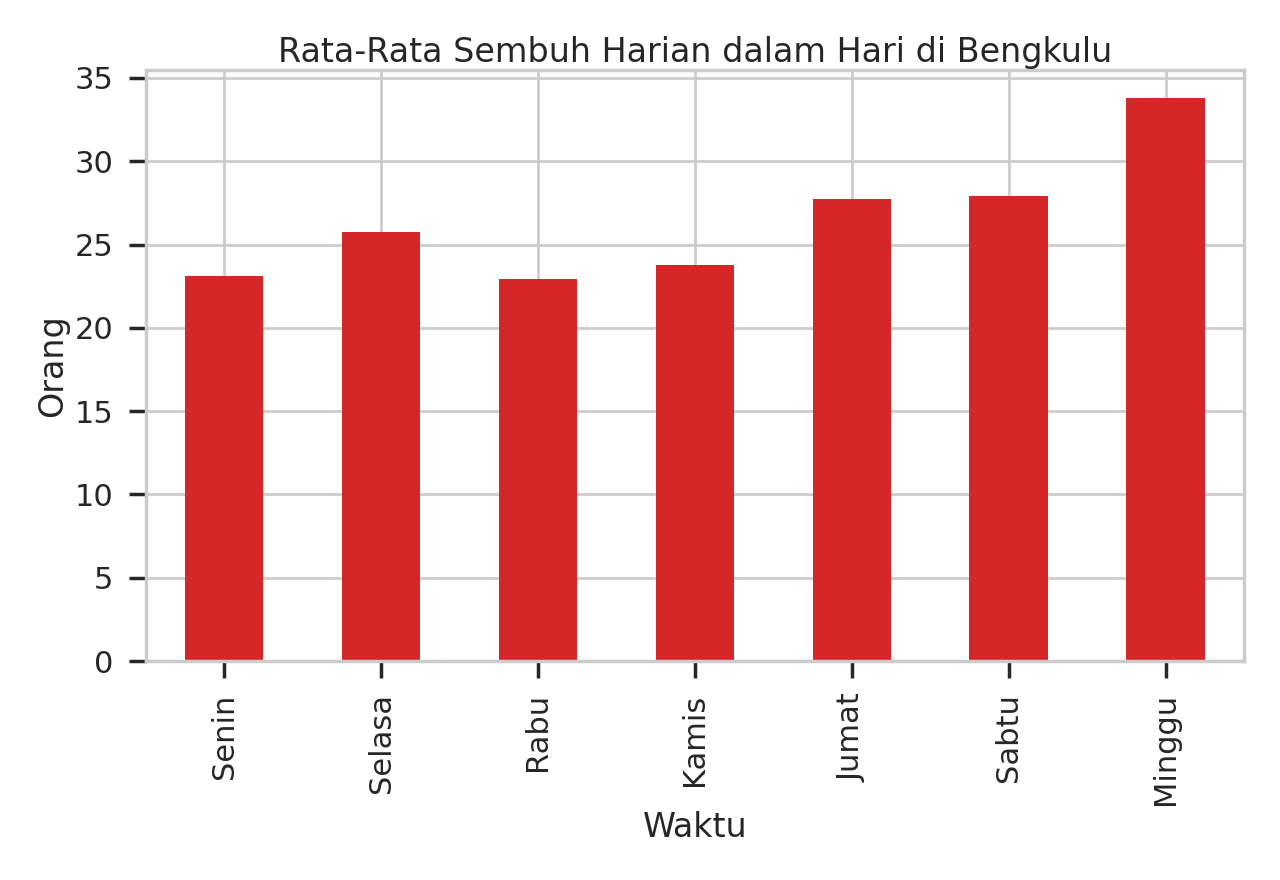 Rata-Rata Sembuh Harian dalam Hari di Bengkulu
35
30
25
20
15
10
5
0
Orang
Senin
Selasa
Rabu
Kamis
Jumat
Sabtu
Minggu
Waktu